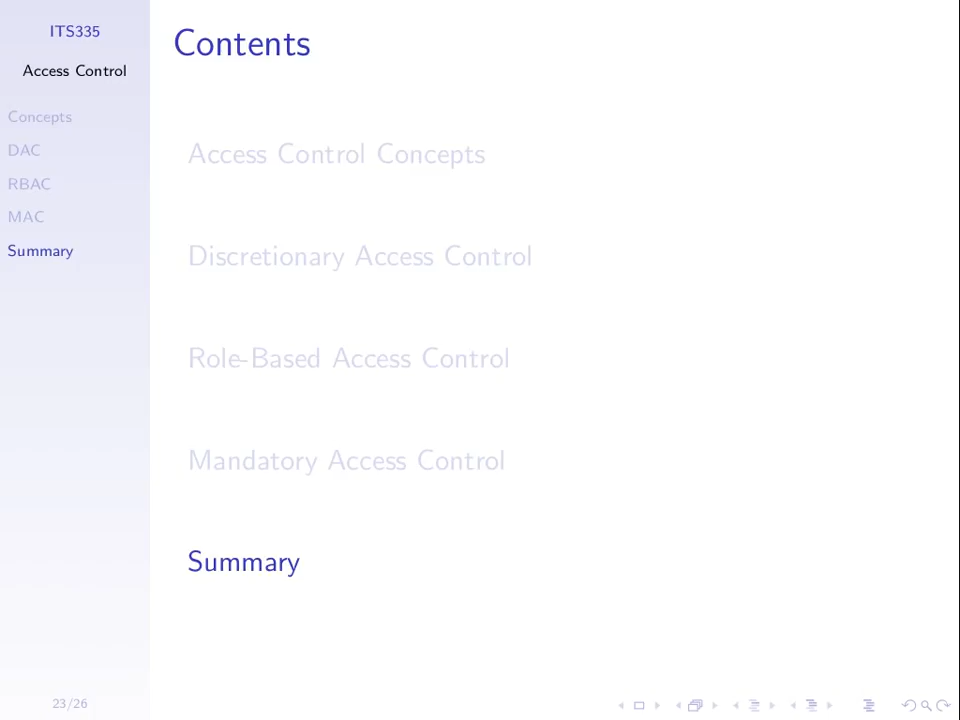 ITS335
Access Control
Concepts
DAC
RBAC
MAC
Summary
Contents
Access Control Concepts
Discretionary Access Control
Role-Based Access Control
Mandatory Access Control
Summary
23/26